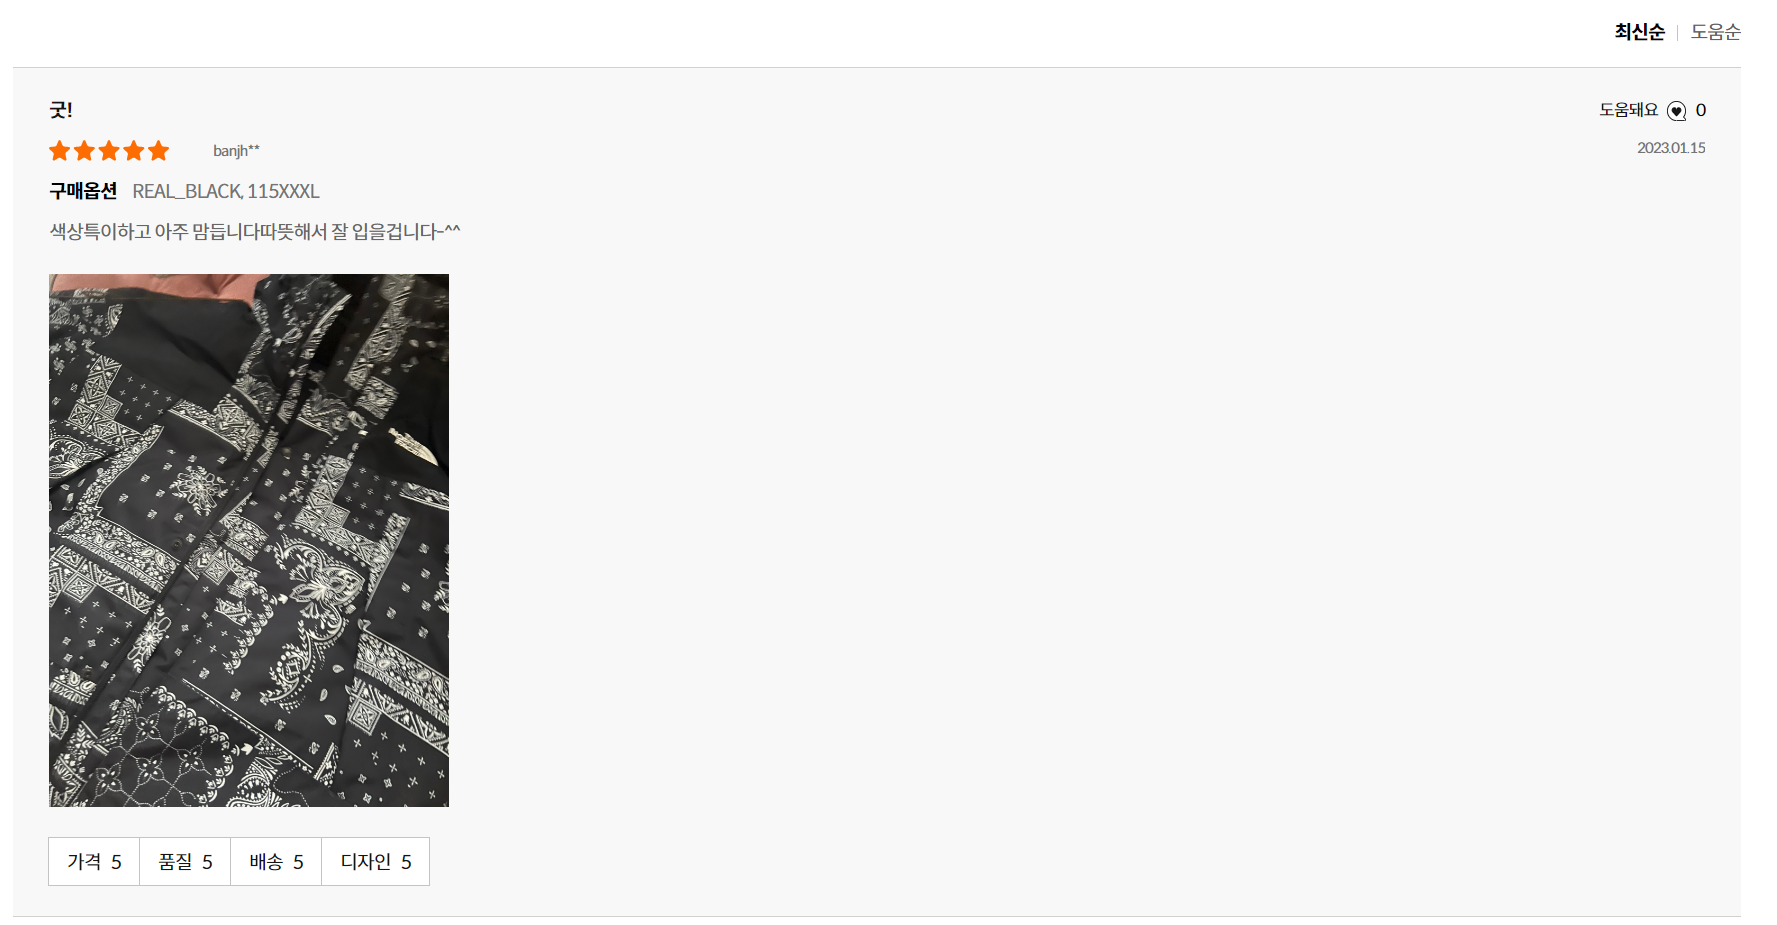 최신순 도움순
굿!
도움돼요 0
banjh**
2023.01.15
구매옵션 REAL_BLACK, 115XXXL
색상특이하고 아주 맘듭니다따뜻해서 잘 입을겁니다~^^
가격 5 품질 5 배송 5 디자인 5